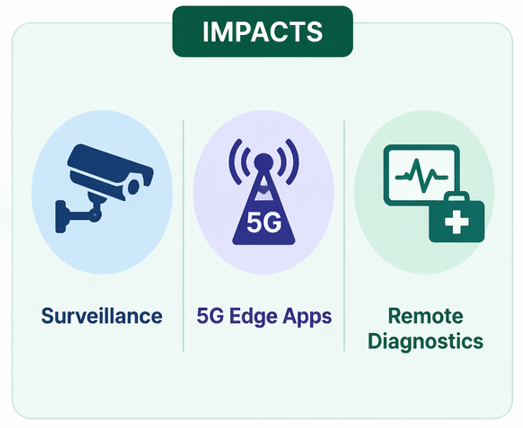 IMPACTS
5G
Surveillance
5G Edge Apps
Remote
Diagnostics